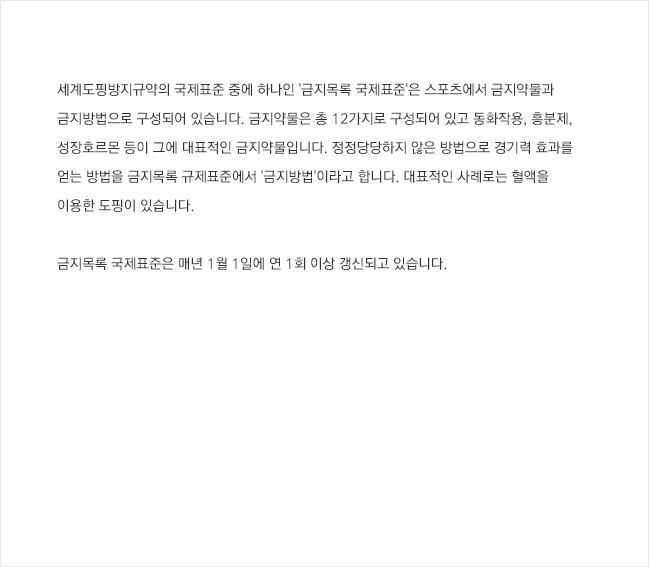 세계도핑방지규약의 국제표준 중에 하나인 '금지목록 국제표준'은 스포츠에서 금지약물과
금지방법으로 구성되어 있습니다. 금지약물은 총 12가지로 구성되어 있고 동화작용, 흥분제,
성장호르몬 등이 그에 대표적인 금지약물입니다. 정정당당하지 않은 방법으로 경기력 효과를
얻는 방법을 금지목록 규제표준에서 '금지방법'이라고 합니다. 대표적인 사례로는 혈액을
이용한 도핑이 있습니다.
금지목록 국제표준은 매년 1월 1일에 연 1회 이상 갱신되고 있습니다.